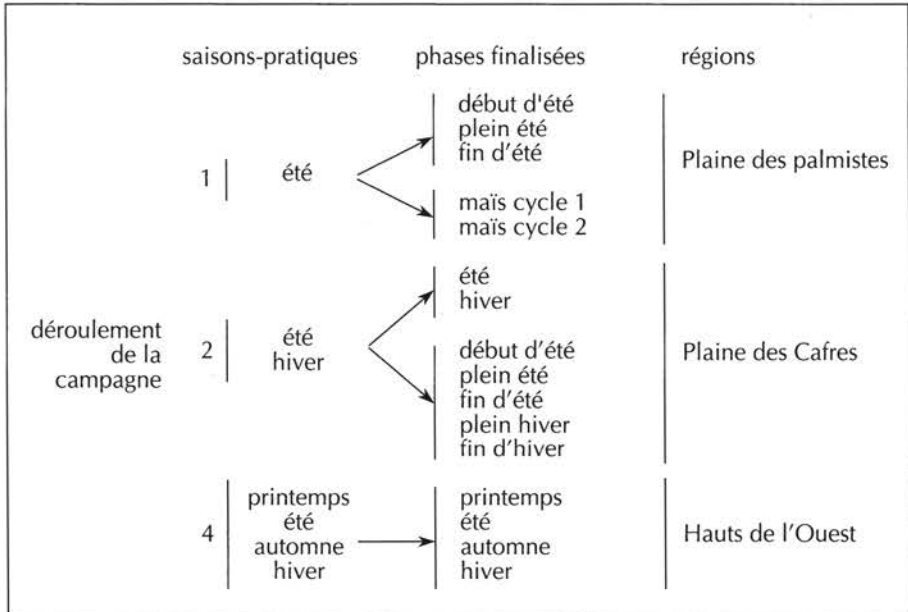 saisons-pratiques phases finalisées régions
début d'été
plein été
fin d'été
1 été Plaine des palmistes
maïs cycle 1
maïs cycle 2
été
hiver
déroulement
de la
campagne
2 été
hiver
début d'été
plein été
fin d'été
plein hiver
fin d'hiver
Plaine des Cafres
4
printemps
été
automne
hiver
printemps
été
automne
hiver
Hauts de l'Ouest